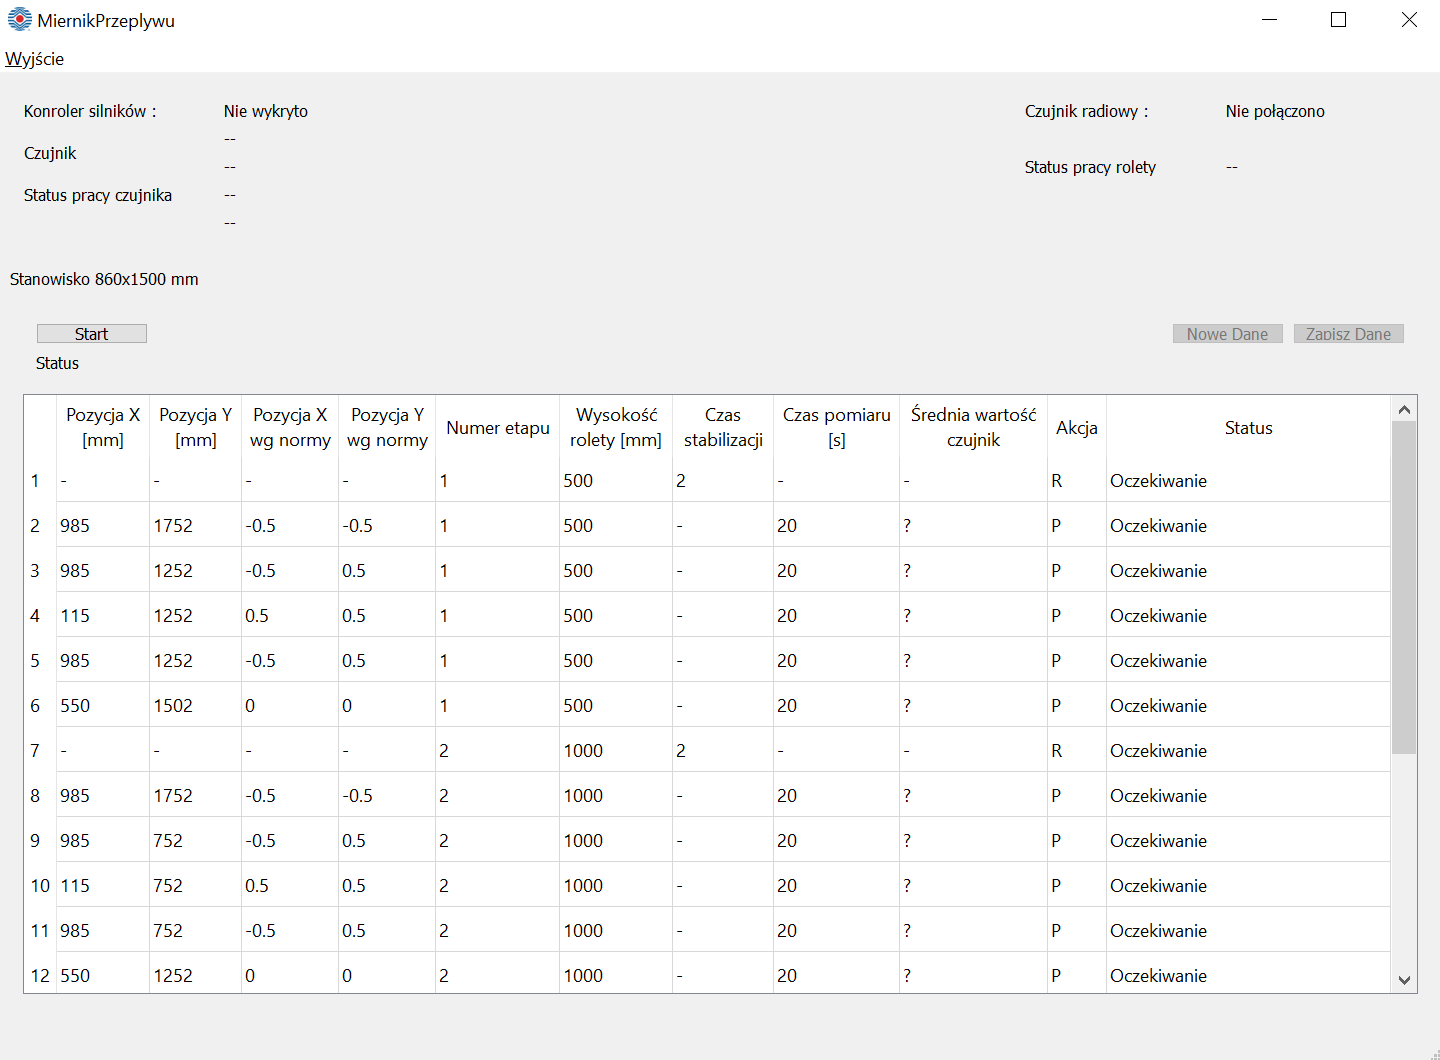 MiernikPrzeplywu
Wyjście
Konroler silników : Nie wykryto Czujnik radiowy : Nie połączono
--
Czujnik
-- Status pracy rolety --
Status pracy czujnika --
--
Stanowisko 860x1500 mm
Start Nowe Dane Zapisz Dane
Status
Pozycja X [mm] Pozycja Y [mm] Pozycja X wg normy Pozycja Y wg normy Numer etapu Wysokość rolety [mm] Czas stabilizacji Czas pomiaru [s] Średnia wartość czujnik Akcja Status
1 - - - - 1 500 2 - - R Oczekiwanie
2 985 1752 -0.5 -0.5 1 500 - 20 ? P Oczekiwanie
3 985 1252 -0.5 0.5 1 500 - 20 ? P Oczekiwanie
4 115 1252 0.5 0.5 1 500 - 20 ? P Oczekiwanie
5 985 1252 -0.5 0.5 1 500 - 20 ? P Oczekiwanie
6 550 1502 0 0 1 500 - 20 ? P Oczekiwanie
7 - - - - 2 1000 2 - - R Oczekiwanie
8 985 1752 -0.5 -0.5 2 1000 - 20 ? P Oczekiwanie
9 985 752 -0.5 0.5 2 1000 - 20 ? P Oczekiwanie
10 115 752 0.5 0.5 2 1000 - 20 ? P Oczekiwanie
11 985 752 -0.5 0.5 2 1000 - 20 ? P Oczekiwanie
12 550 1252 0 0 2 1000 - 20 ? P Oczekiwanie